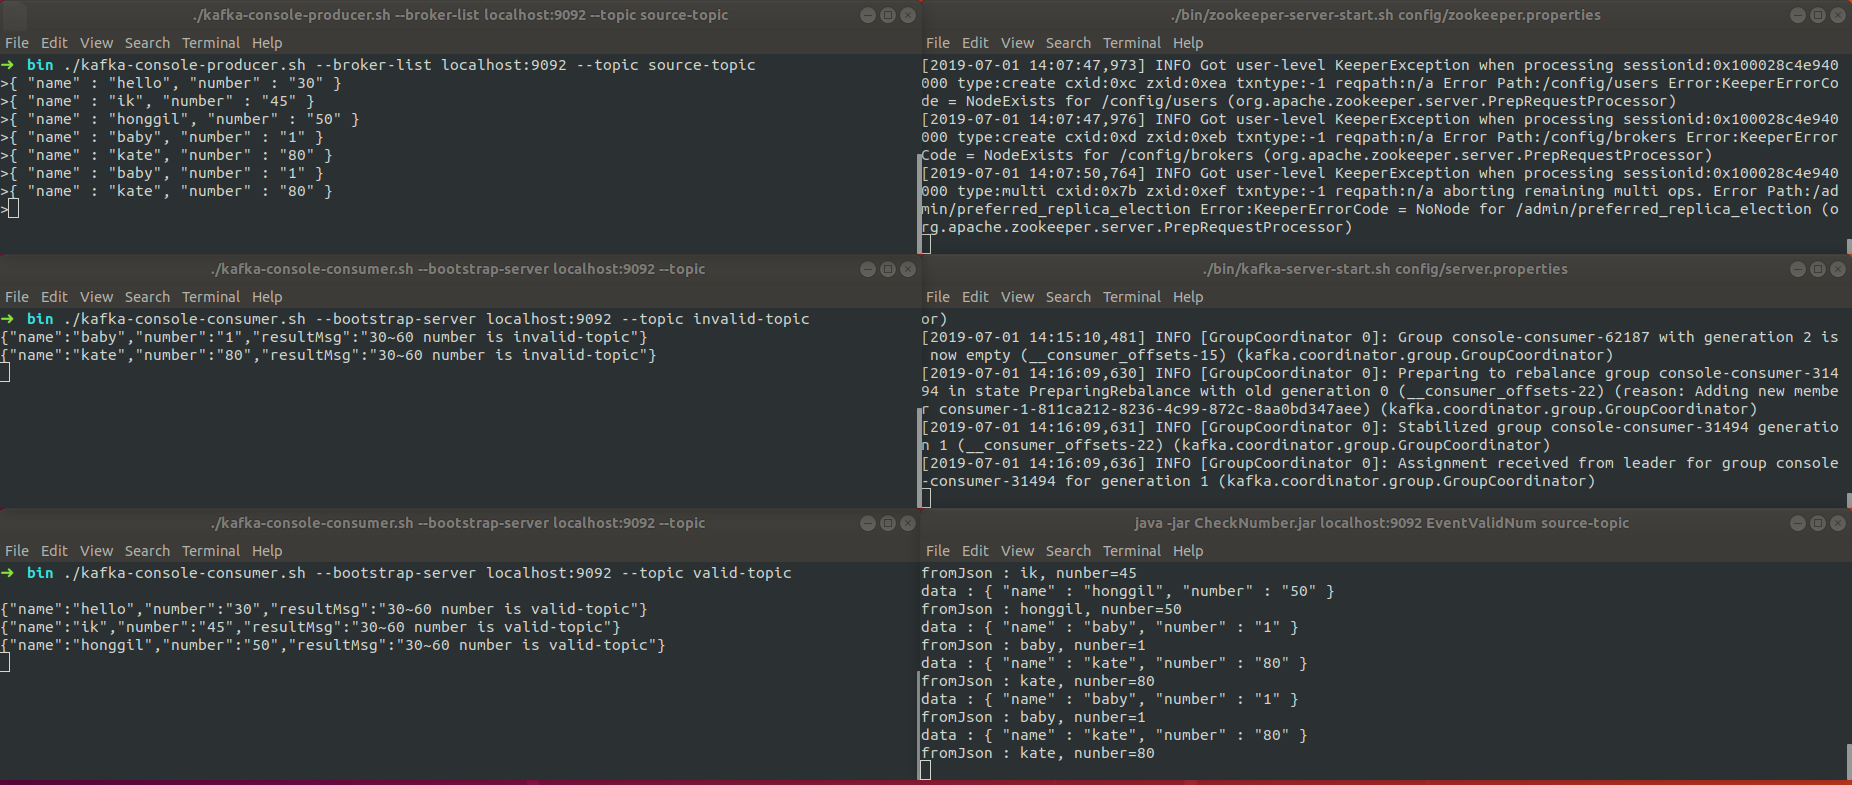 ./kafka-console-producer.sh --broker-list localhost:9092 --topic source-topic
File Edit View Search Terminal Help
➜ bin ./kafka-console-producer.sh --broker-list localhost:9092 --topic source-topic
>{ "name" : "hello", "number" : "30" }
>{ "name" : "ik", "number" : "45" }
>{ "name" : "honggil", "number" : "50" }
>{ "name" : "baby", "number" : "1" }
>{ "name" : "kate", "number" : "80" }
>{ "name" : "baby", "number" : "1" }
>{ "name" : "kate", "number" : "80" }
>
./bin/zookeeper-server-start.sh config/zookeeper.properties
File Edit View Search Terminal Help
[2019-07-01 14:07:47,973] INFO Got user-level KeeperException when processing sessionid:0x100028c4e940
000 type:create cxid:0xc zxid:0xea txntype:-1 reqpath:n/a Error Path:/config/users Error:KeeperErrorCo
de = NodeExists for /config/users (org.apache.zookeeper.server.PrepRequestProcessor)
[2019-07-01 14:07:47,976] INFO Got user-level KeeperException when processing sessionid:0x100028c4e940
000 type:create cxid:0xd zxid:0xeb txntype:-1 reqpath:n/a Error Path:/config/brokers Error:KeeperError
Code = NodeExists for /config/brokers (org.apache.zookeeper.server.PrepRequestProcessor)
[2019-07-01 14:07:50,764] INFO Got user-level KeeperException when processing sessionid:0x100028c4e940
000 type:multi cxid:0x7b zxid:0xef txntype:-1 reqpath:n/a aborting remaining multi ops. Error Path:/ad
min/preferred_replica_election Error:KeeperErrorCode = NoNode for /admin/preferred_replica_election (o
rg.apache.zookeeper.server.PrepRequestProcessor)
./kafka-console-consumer.sh --bootstrap-server localhost:9092 --topic
File Edit View Search Terminal Help
➜ bin ./kafka-console-consumer.sh --bootstrap-server localhost:9092 --topic invalid-topic
{"name":"baby","number":"1","resultMsg":"30~60 number is invalid-topic"}
{"name":"kate","number":"80","resultMsg":"30~60 number is invalid-topic"}
./bin/kafka-server-start.sh config/server.properties
File Edit View Search Terminal Help
or)
[2019-07-01 14:15:10,481] INFO [GroupCoordinator 0]: Group console-consumer-62187 with generation 2 is
now empty (__consumer_offsets-15) (kafka.coordinator.group.GroupCoordinator)
[2019-07-01 14:16:09,630] INFO [GroupCoordinator 0]: Preparing to rebalance group console-consumer-314
94 in state PreparingRebalance with old generation 0 (__consumer_offsets-22) (reason: Adding new membe
r consumer-1-811ca212-8236-4c99-872c-8aa0bd347aee) (kafka.coordinator.group.GroupCoordinator)
[2019-07-01 14:16:09,631] INFO [GroupCoordinator 0]: Stabilized group console-consumer-31494 generatio
n 1 (__consumer_offsets-22) (kafka.coordinator.group.GroupCoordinator)
[2019-07-01 14:16:09,636] INFO [GroupCoordinator 0]: Assignment received from leader for group console
-consumer-31494 for generation 1 (kafka.coordinator.group.GroupCoordinator)
./kafka-console-consumer.sh --bootstrap-server localhost:9092 --topic
File Edit View Search Terminal Help
➜ bin ./kafka-console-consumer.sh --bootstrap-server localhost:9092 --topic valid-topic
{"name":"hello","number":"30","resultMsg":"30~60 number is valid-topic"}
{"name":"ik","number":"45","resultMsg":"30~60 number is valid-topic"}
{"name":"honggil","number":"50","resultMsg":"30~60 number is valid-topic"}
java -jar CheckNumber.jar localhost:9092 EventValidNum source-topic
File Edit View Search Terminal Help
fromJson : ik, nunber=45
data : { "name" : "honggil", "number" : "50" }
fromJson : honggil, nunber=50
data : { "name" : "baby", "number" : "1" }
fromJson : baby, nunber=1
data : { "name" : "kate", "number" : "80" }
fromJson : kate, nunber=80
data : { "name" : "baby", "number" : "1" }
fromJson : baby, nunber=1
data : { "name" : "kate", "number" : "80" }
fromJson : kate, nunber=80